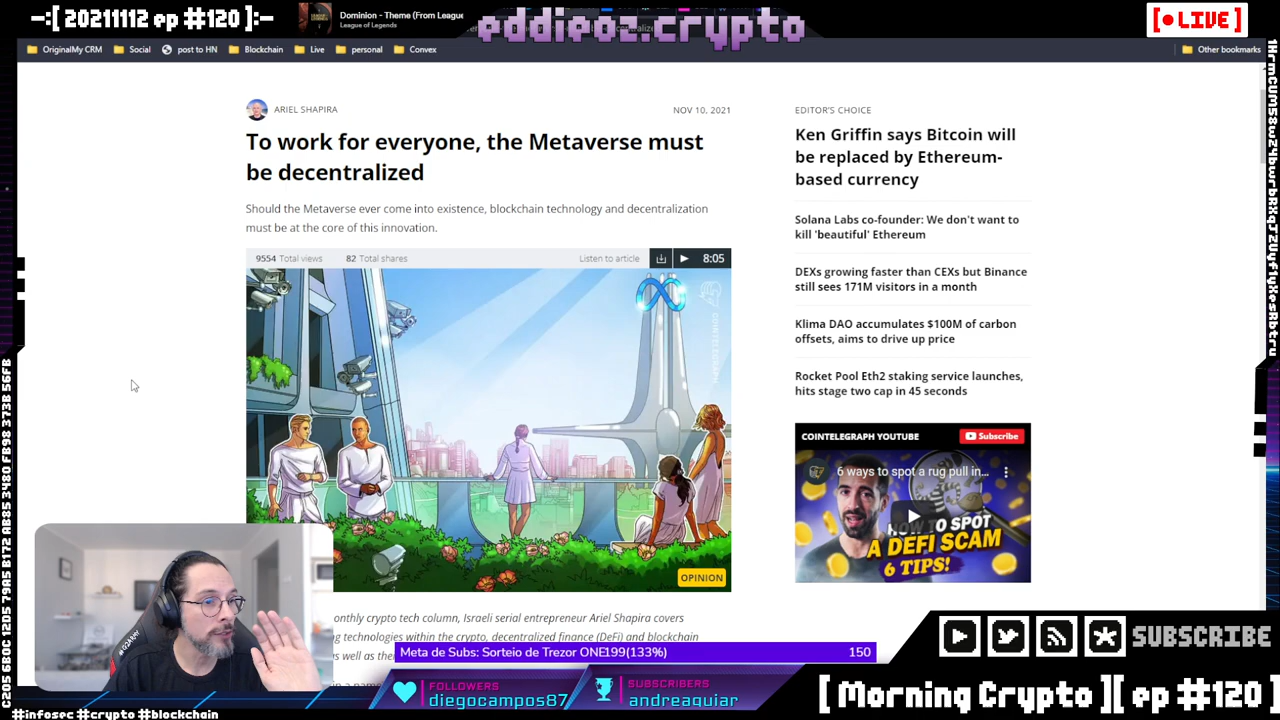 -:[ 20211112 ep #120 ]:-
Dominion - Theme (From Leagu
League of Legends
eddieoz.crypto
[ LIVE ]
OriginalMy CRM
Social
post to HN
Blockchain
Live
personal
Convex
Other bookmarks
ARIEL SHAPIRA
NOV 10, 2021
To work for everyone, the Metaverse must
be decentralized
Should the Metaverse ever come into existence, blockchain technology and decentralization
must be at the core of this innovation.
9554 Total views
82 Total shares
Listen to article
8:05
COINTELEGRAPH
OPINION
onthly crypto tech column, Israeli serial entrepreneur Ariel Shapira covers
g technologies within the crypto, decentralized finance (DeFi) and blockchain
s well as the
EDITOR'S CHOICE
Ken Griffin says Bitcoin will
be replaced by Ethereum-
based currency
Solana Labs co-founder: We don't want to
kill 'beautiful' Ethereum
DEXs growing faster than CEXs but Binance
still sees 171M visitors in a month
Klima DAO accumulates $100M of carbon
offsets, aims to drive up price
Rocket Pool Eth2 staking service launches,
hits stage two cap in 45 seconds
COINTELEGRAPH YOUTUBE
Subscribe
6 ways to spot a rug pull in...
HOW TO SPOT
A DEFI SCAM
6 TIPS!
Meta de Subs: Sorteio de Trezor ONE
199(133%)
150
FOLLOWERS
diegocampos87
SUBSCRIBERS
andreaquiar
SUBSCRIBE
[ Morning Crypto ][ ep #120 ]
#infosec #crypto #blockchain